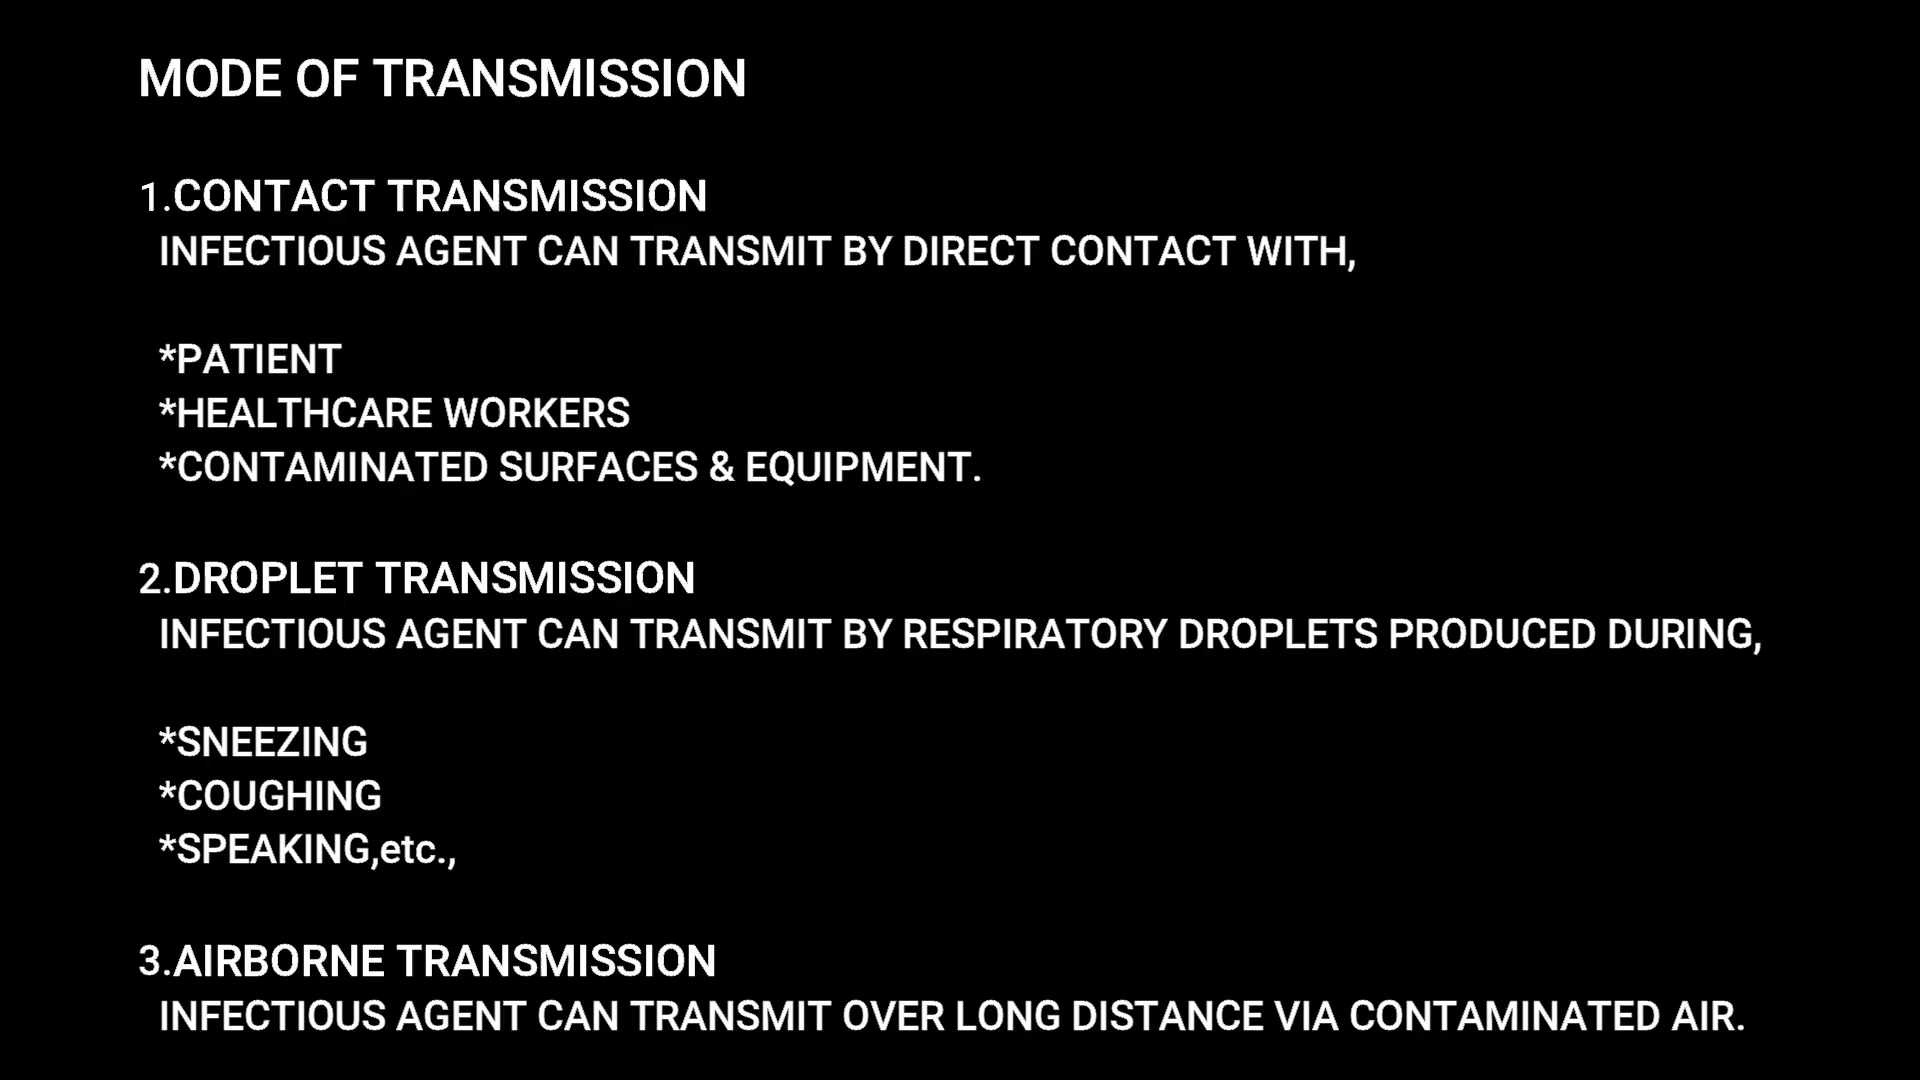 MODE OF TRANSMISSION
1.CONTACT TRANSMISSION
INFECTIOUS AGENT CAN TRANSMIT BY DIRECT CONTACT WITH,
*PATIENT
*HEALTHCARE WORKERS
*CONTAMINATED SURFACES & EQUIPMENT.
2.DROPLET TRANSMISSION
INFECTIOUS AGENT CAN TRANSMIT BY RESPIRATORY DROPLETS PRODUCED DURING,
*SNEEZING
*COUGHING
*SPEAKING,etc.,
3.AIRBORNE TRANSMISSION
INFECTIOUS AGENT CAN TRANSMIT OVER LONG DISTANCE VIA CONTAMINATED AIR.